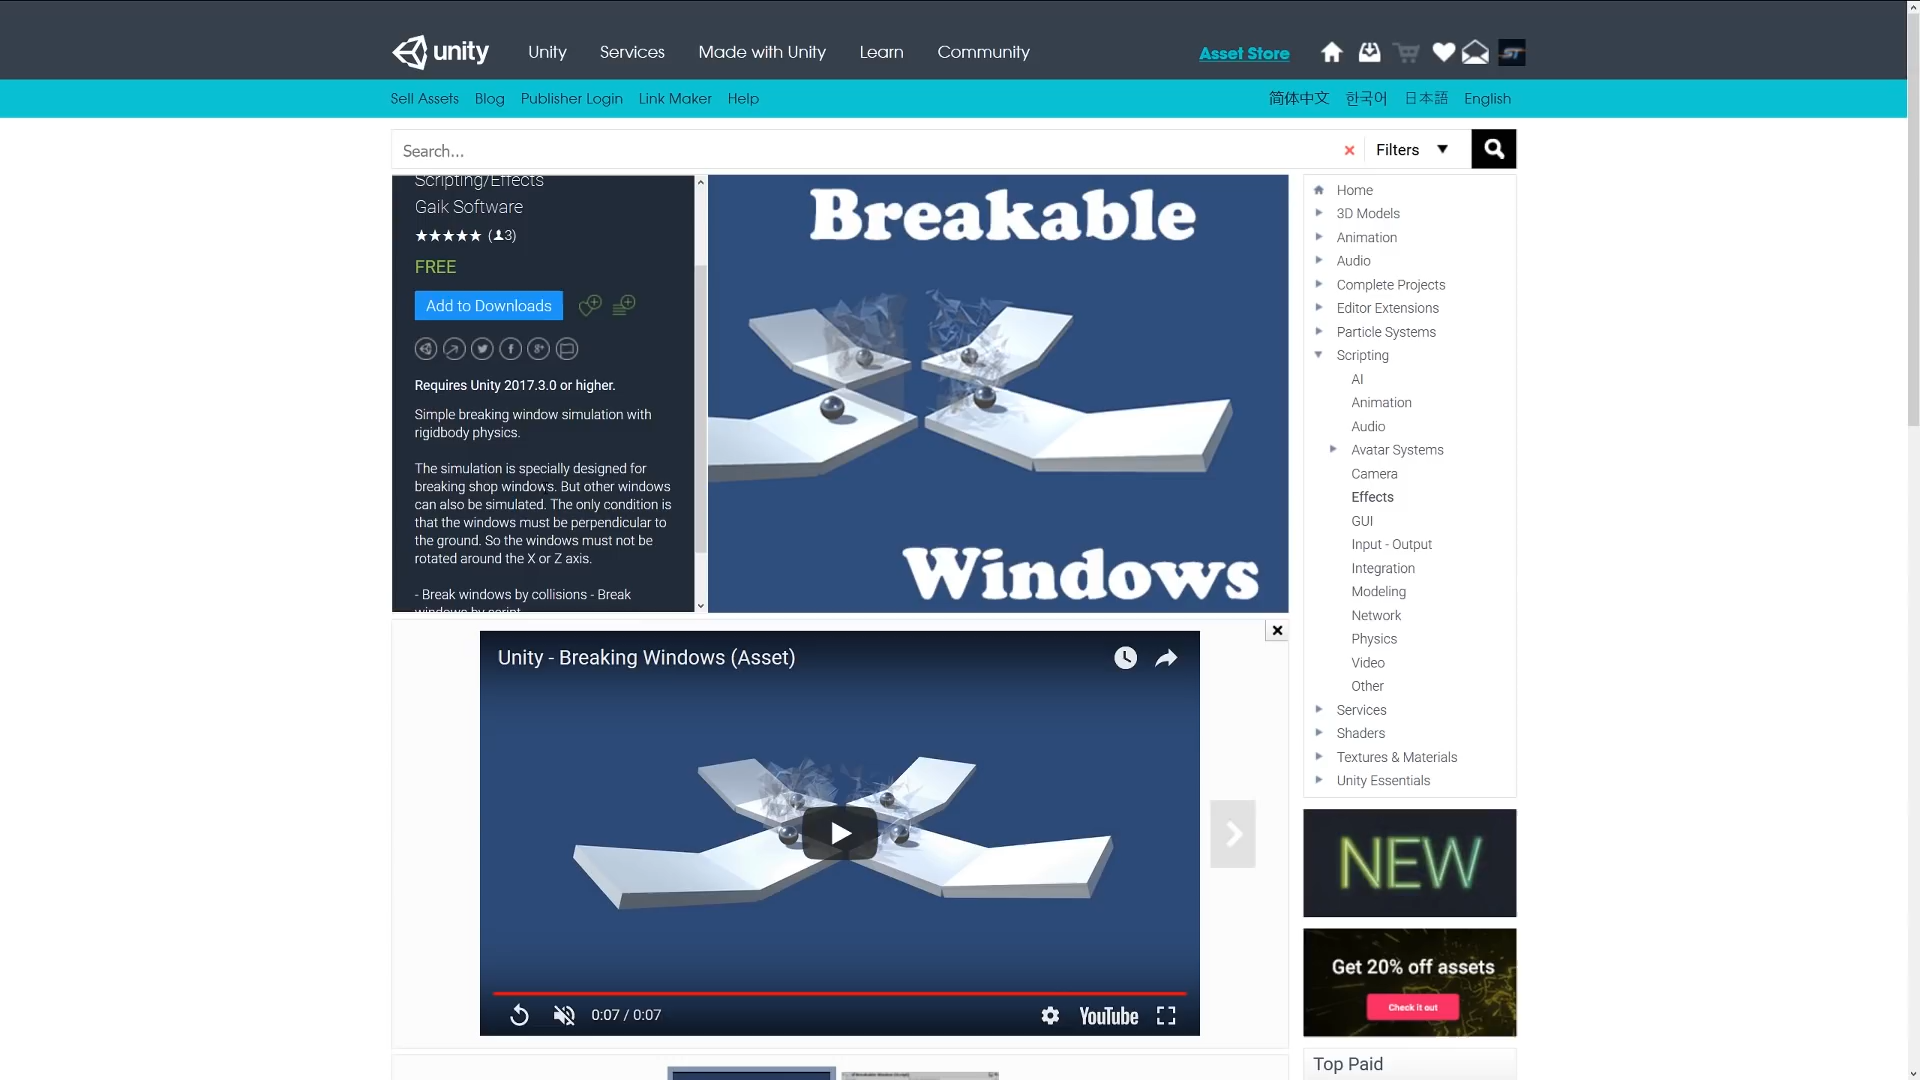 unity
Unity
Services
Made with Unity
Learn
Community
Asset Store
ST
Sell Assets
Blog
Publisher Login
Link Maker
Help
简体中文
한국어
日本語
English
Search...
Filters
Scripting/Effects
Gaik Software
(3)
FREE
Add to Downloads
Requires Unity 2017.3.0 or higher.
Simple breaking window simulation with
rigidbody physics.
The simulation is specially designed for
breaking shop windows. But other windows
can also be simulated. The only condition is
that the windows must be perpendicular to
the ground. So the windows must not be
rotated around the X or Z axis.
- Break windows by collisions - Break
windows by script
Breakable
Windows
Home
3D Models
Animation
Audio
Complete Projects
Editor Extensions
Particle Systems
Scripting
AI
Animation
Audio
Avatar Systems
Camera
Effects
GUI
Input - Output
Integration
Modeling
Network
Physics
Video
Other
Services
Shaders
Textures & Materials
Unity Essentials
Unity - Breaking Windows (Asset)
0:07 / 0:07
YouTube
NEW
Get 20% off assets
Check it out
Top Paid